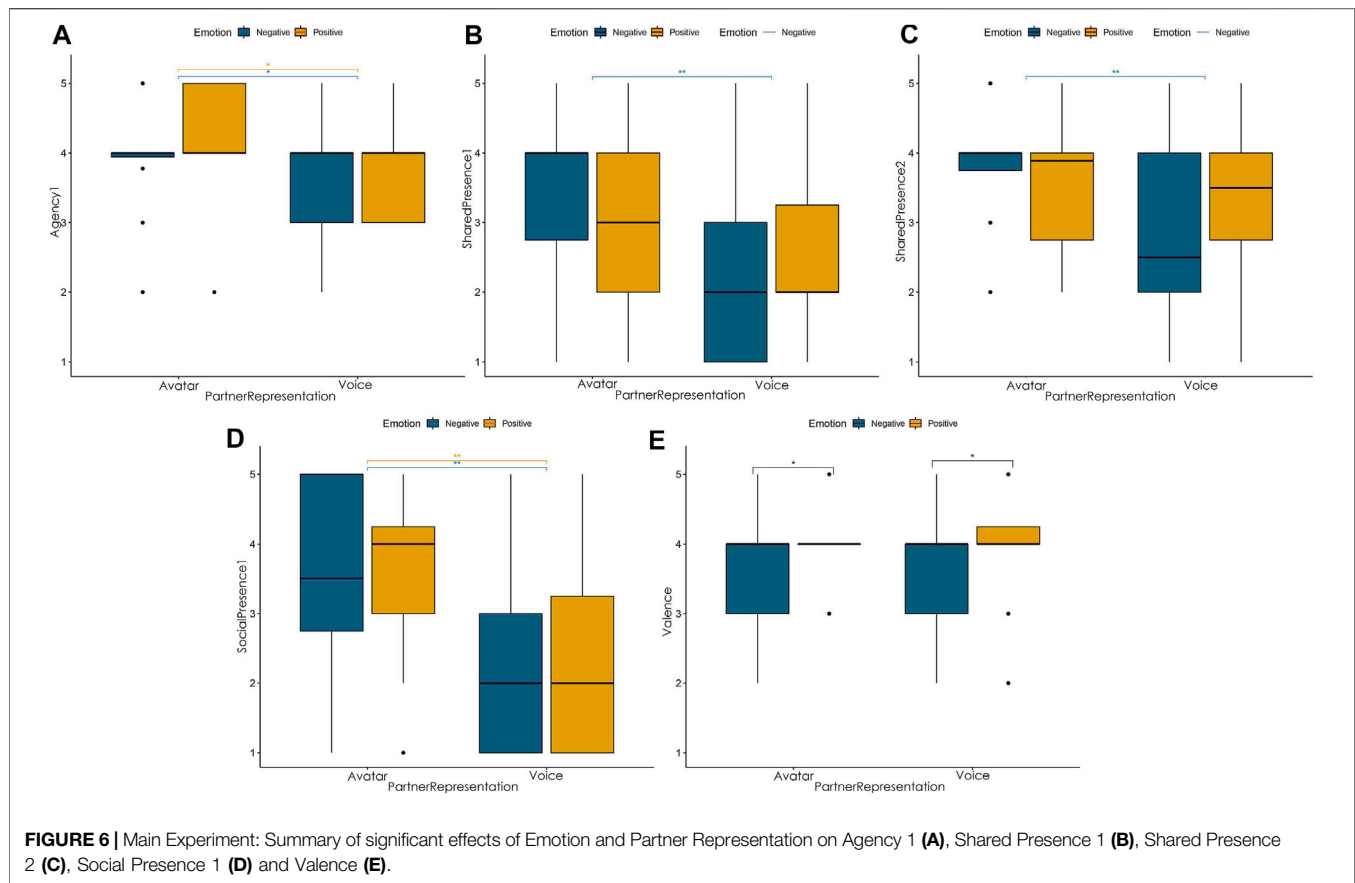 A
Emotion Negative Positive
* 
*
5
4
3
2
1
Agency1
Avatar Voice
PartnerRepresentation
B
Emotion Negative Positive Emotion Negative
**
5
4
3
2
1
SharedPresence1
Avatar Voice
PartnerRepresentation
C
Emotion Negative Positive Emotion Negative
**
5
4
3
2
1
SharedPresence2
Avatar Voice
PartnerRepresentation
D
Emotion Negative Positive
**
**
5
4
3
2
1
SocialPresence1
Avatar Voice
PartnerRepresentation
E
Emotion Negative Positive
* *
5
4
3
2
1
Valence
Avatar Voice
PartnerRepresentation
FIGURE 6 | Main Experiment: Summary of significant effects of Emotion and Partner Representation on Agency 1 (A), Shared Presence 1 (B), Shared Presence
2 (C), Social Presence 1 (D) and Valence (E).